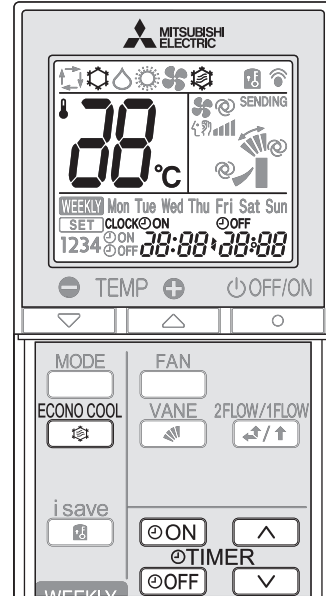 MITSUBISHI
ELECTRIC
SENDING
88°C
WEEKLY Mon Tue Wed Thu Fri Sat Sun
SET CLOCK ON OFF
1234 ON OFF 88:88 88:88
TEMP OFF/ON
MODE FAN
ECONO COOL VANE 2FLOW/1FLOW
i save
ON
TIMER
OFF
WEEKLY